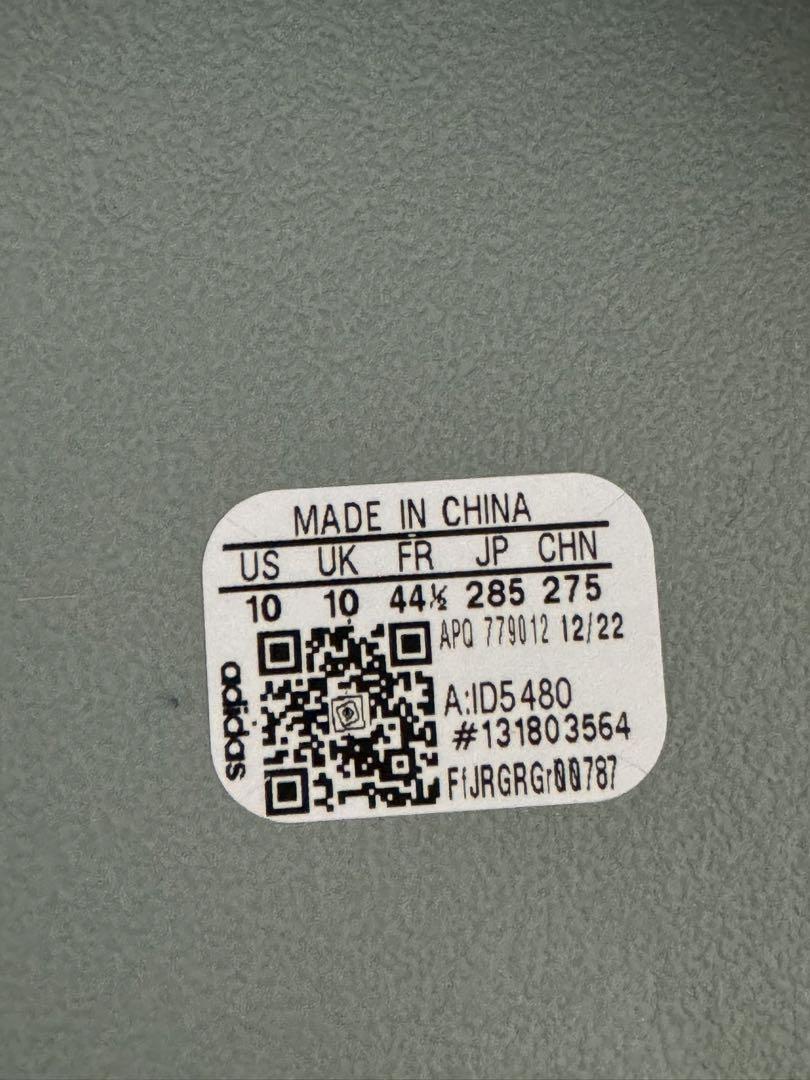 MADE IN CHINA
US UK FR JP CHN
10 10 44½ 285 275
APQ 779012 12/22
A:ID5480
#131803564
FfJRGRGr00787
adidas